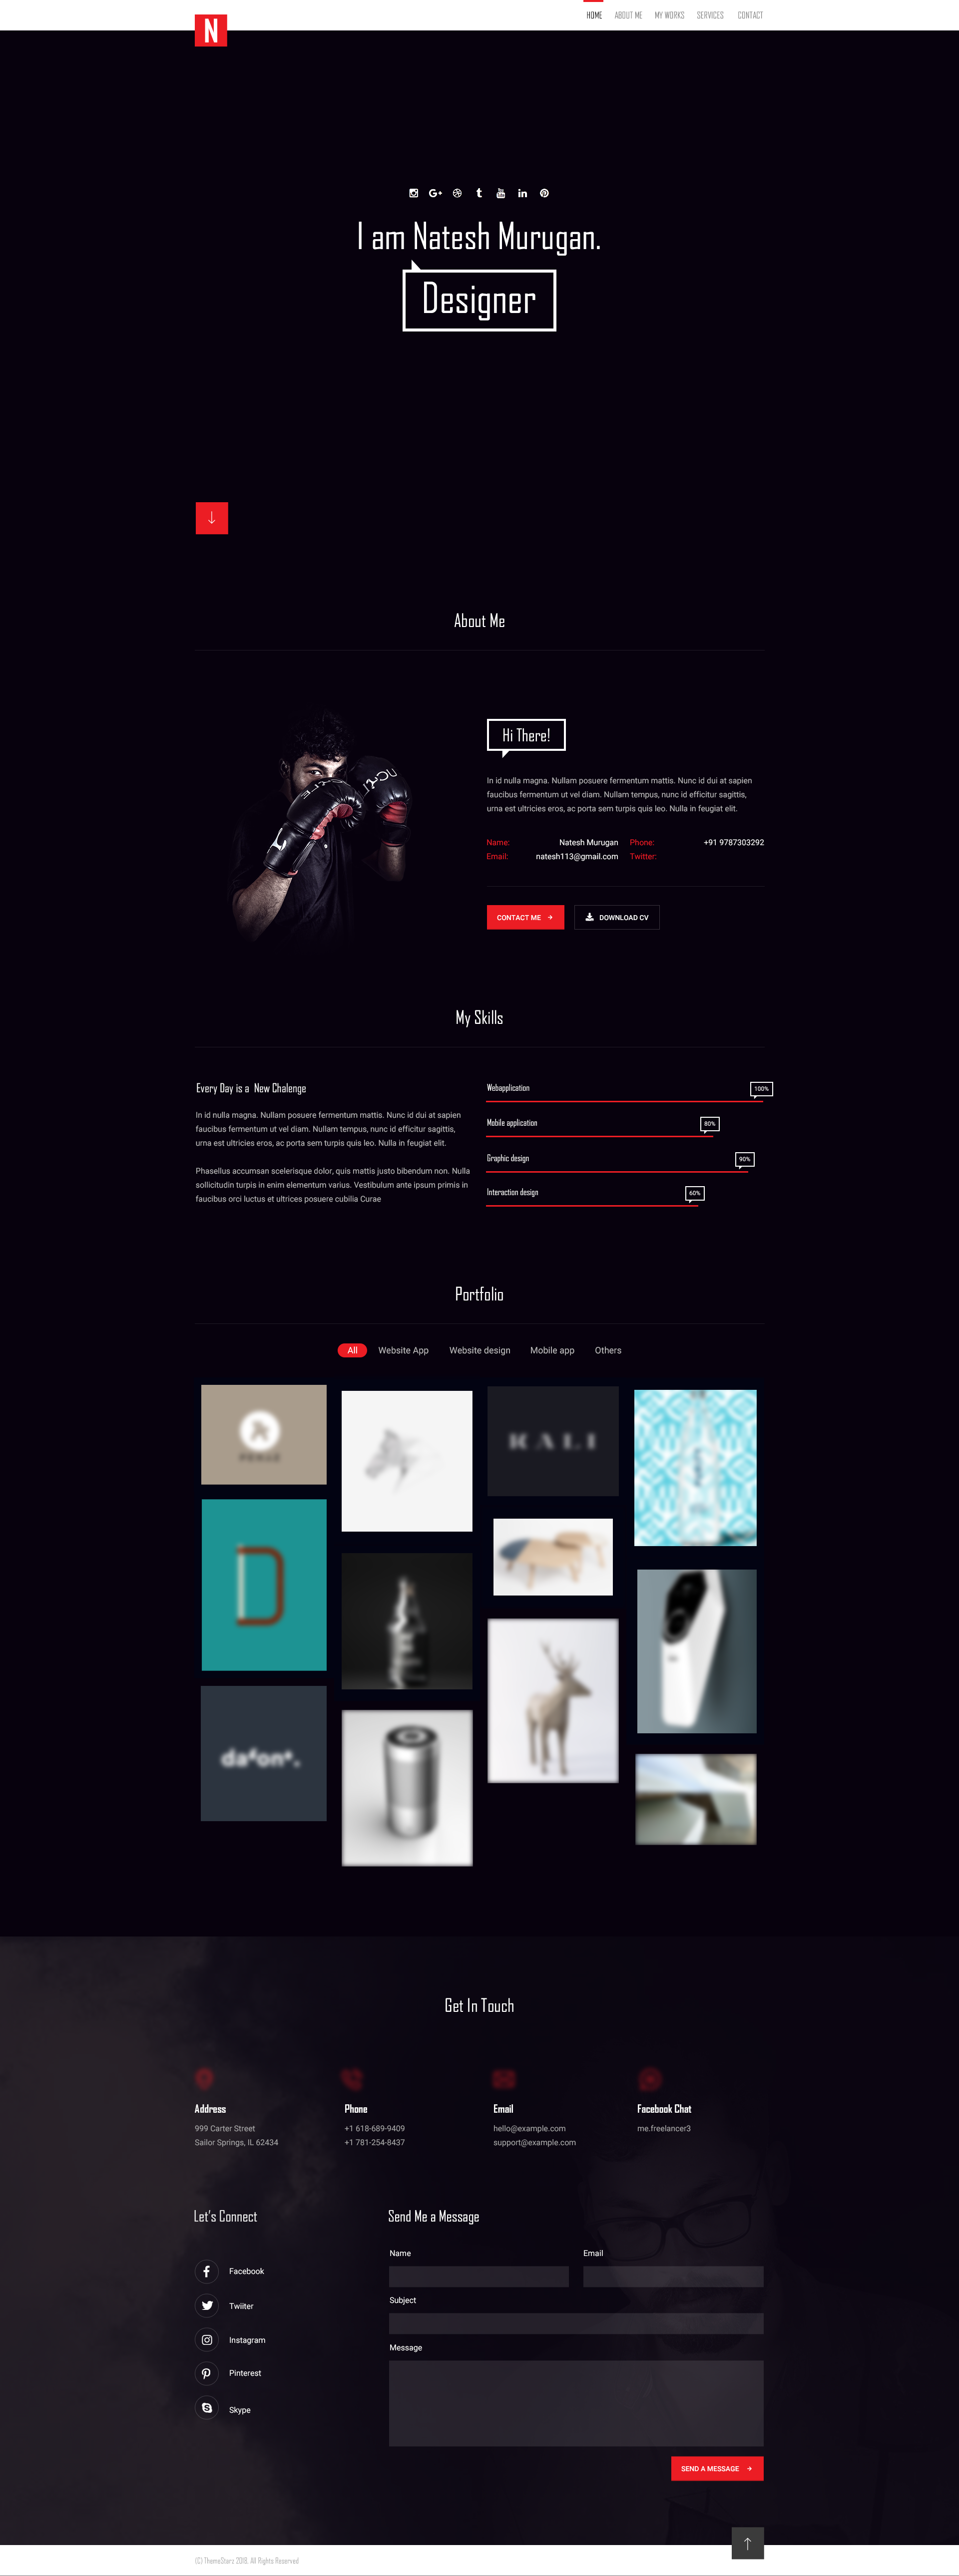 N
HOME ABOUT ME MY WORKS SERVICES CONTACT
I am Natesh Murugan.
Designer
About Me
Hi There!
In id nulla magna. Nullam posuere fermentum mattis. Nunc id dui at sapien
faucibus fermentum ut vel diam. Nullam tempus, nunc id efficitur sagittis,
urna est ultricies eros, ac porta sem turpis quis leo. Nulla in feugiat elit.
Name: Natesh Murugan Phone: +91 9787303292
Email: natesh113@gmail.com Twitter:
CONTACT ME DOWNLOAD CV
My Skills
Every Day is a New Chalenge
In id nulla magna. Nullam posuere fermentum mattis. Nunc id dui at sapien
faucibus fermentum ut vel diam. Nullam tempus, nunc id efficitur sagittis,
urna est ultricies eros, ac porta sem turpis quis leo. Nulla in feugiat elit.
Phasellus accumsan scelerisque dolor, quis mattis justo bibendum non. Nulla
sollicitudin turpis in enim elementum varius. Vestibulum ante ipsum primis in
faucibus orci luctus et ultrices posuere cubilia Curae
Webapplication 100%
Mobile application 80%
Graphic design 90%
Interaction design 60%
Portfolio
All Website App Website design Mobile app Others
KALI
D
Get In Touch
Address
999 Carter Street
Sailor Springs, IL 62434
Phone
+1 618-689-9409
+1 781-254-8437
Email
hello@example.com
support@example.com
Facebook Chat
me.freelancer3
Let's Connect
Facebook
Twiiter
Instagram
Pinterest
Skype
Send Me a Message
Name Email
Subject
Message
SEND A MESSAGE
(C) ThemeStarz 2018, All Rights Reserved